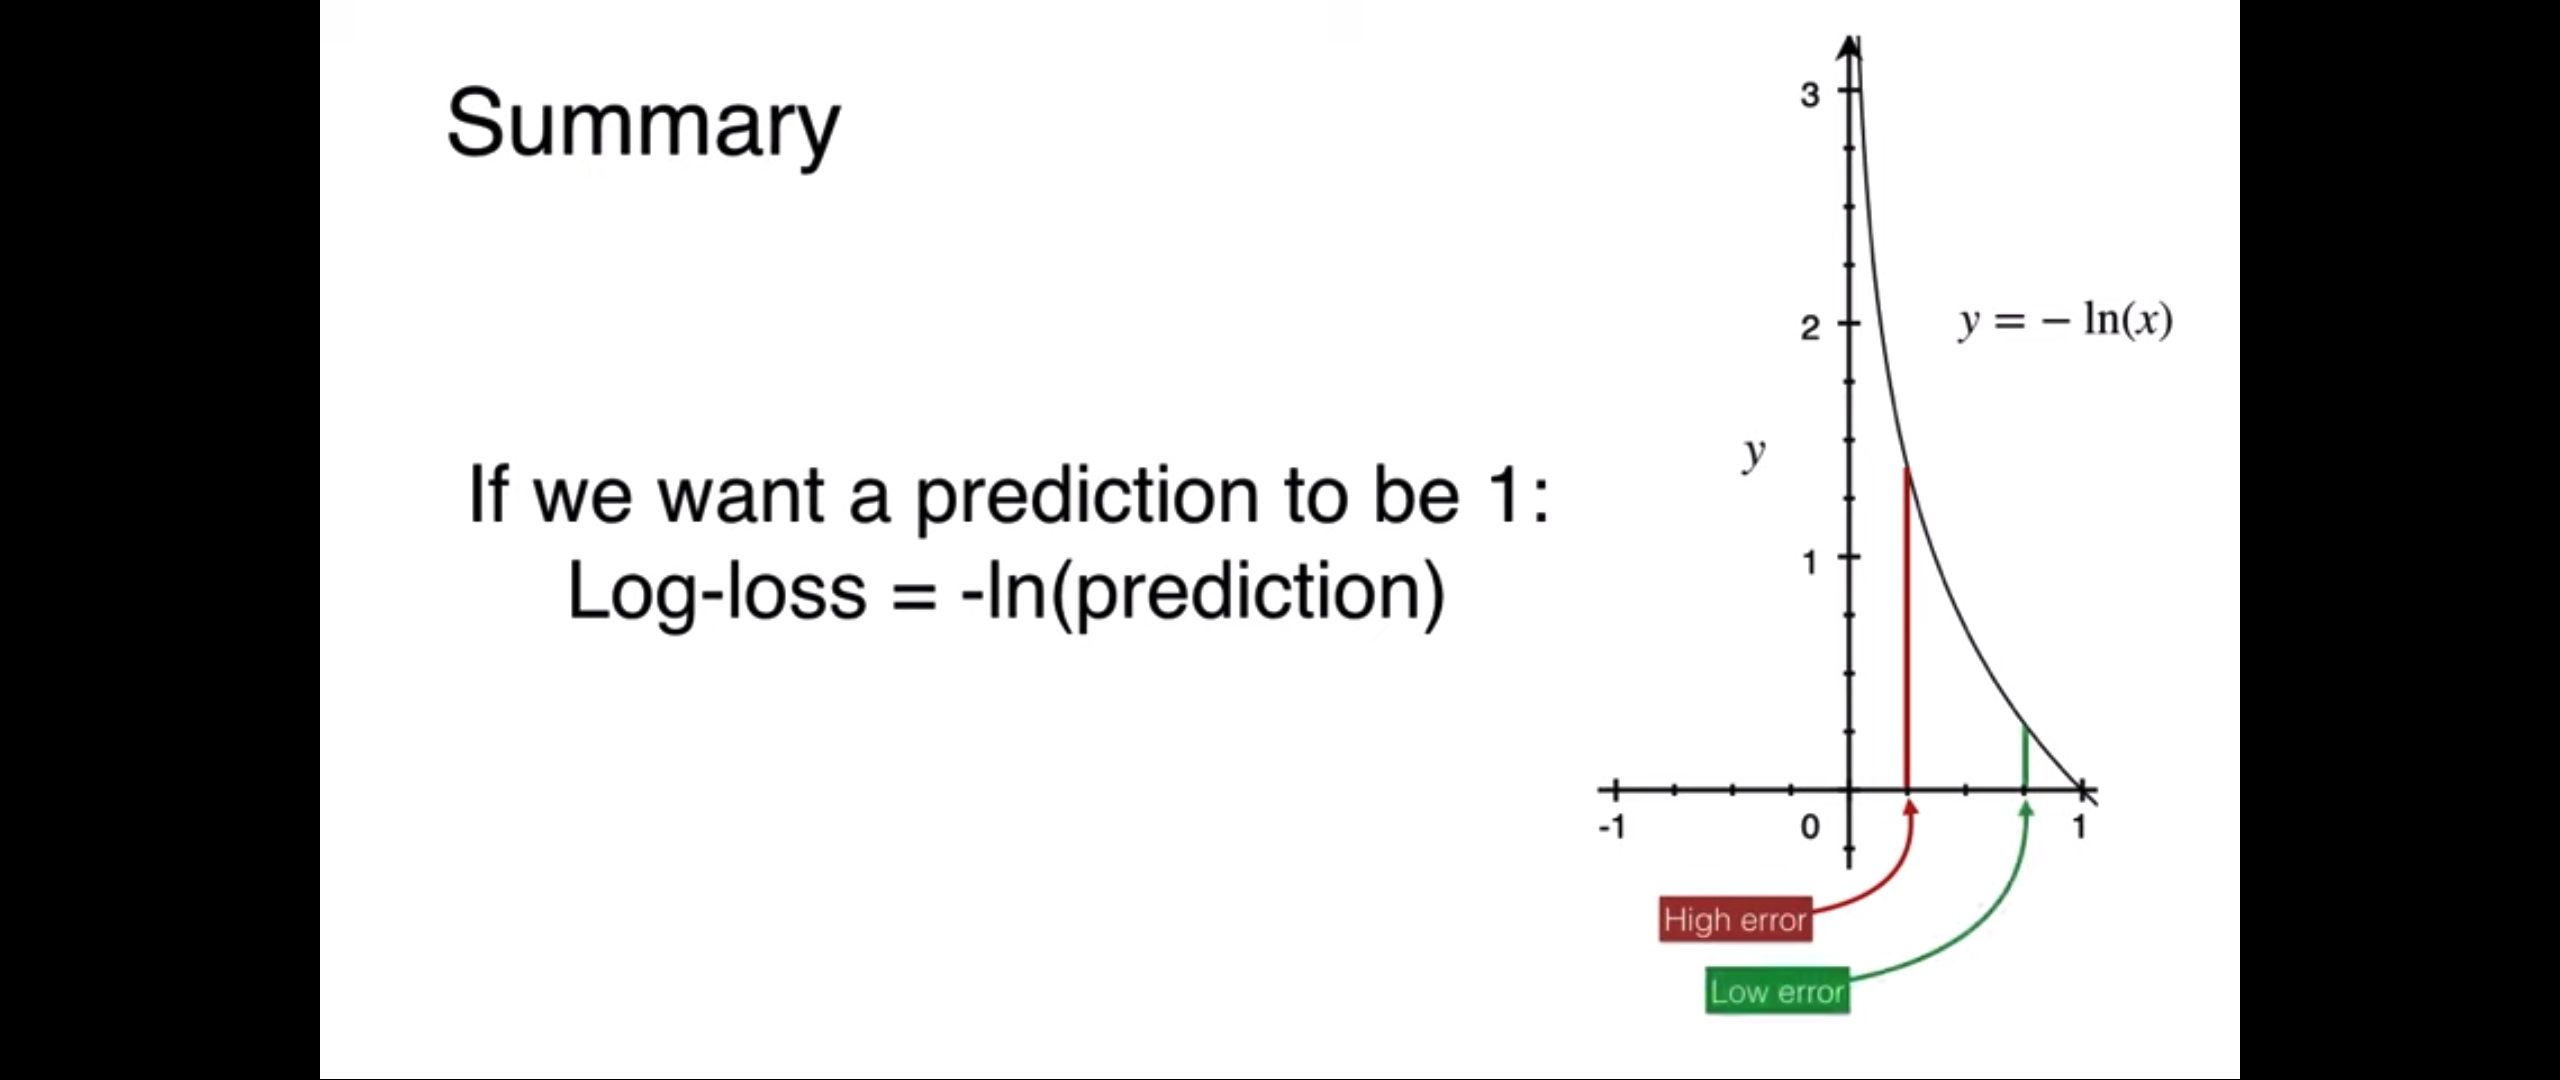 Summary
If we want a prediction to be 1:
Log-loss = -ln(prediction)
3
2
1
y = − ln(x)
y
-1
0
1
High error
Low error